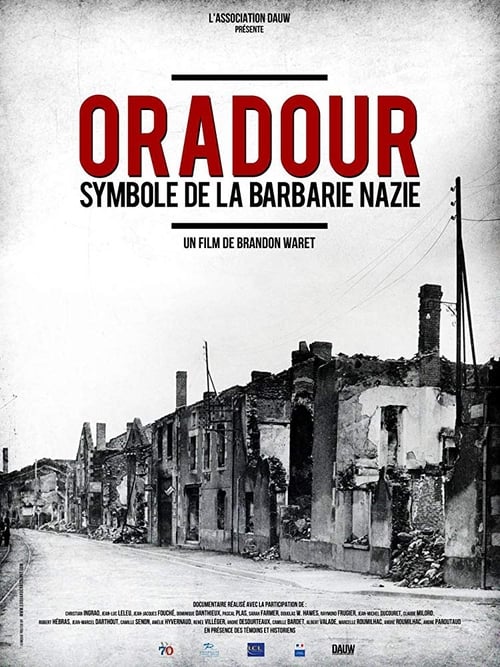 L'ASSOCIATION DAUW
PRÉSENTE
ORADOUR
SYMBOLE DE LA BARBARIE NAZIE
UN FILM DE BRANDON WARET
DOCUMENTAIRE RÉALISÉ AVEC LA PARTICIPATION DE :
CHRISTIAN INGRAO, JEAN-LUC LELEU, JEAN-JACQUES FOUCHÉ, DOMINIQUE DANTHIEUX, PASCAL PLAS, SARAH FARMER, DOUGLAS W. HAWES, RAYMOND FRUGIER, JEAN-MICHEL DUCOURET, CLAUDE MILORD,
ROBERT HÉBRAS, JEAN-MARCEL DARTHOUT, CAMILLE SENON, AMÉLIE HYVERNAUD, RENÉE VILLÉGER, ANDRÉ DESOURTEAUX, CAMILLE BARDET, ALBERT VALADE, MARCELLE ROUMILHAC, ANDRÉ ROUMILHAC, ANDRÉ PAROUTAUD
EN PRÉSENCE DES TÉMOINS ET HISTORIENS
70
DAUW